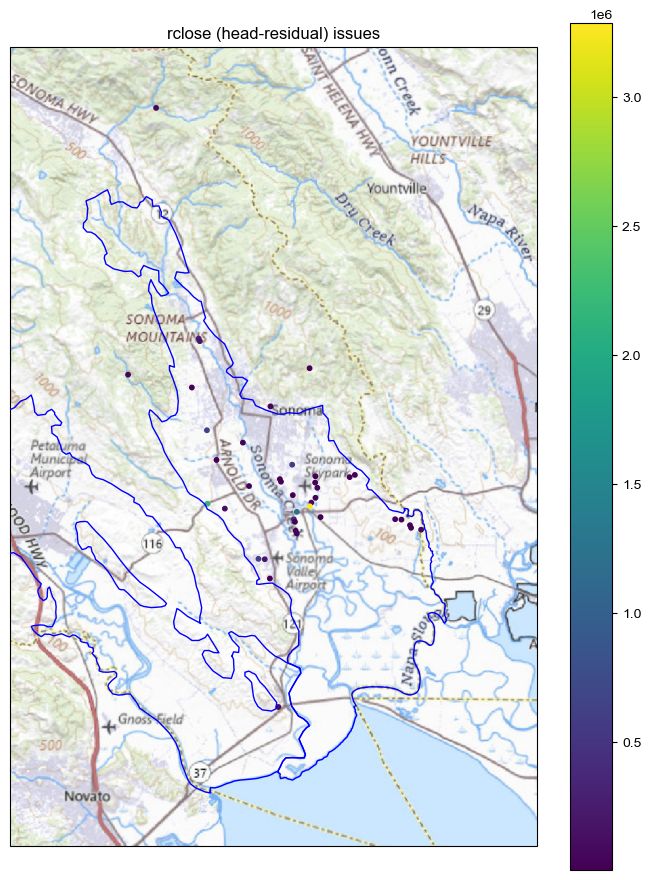 1e6
rclose (head-residual) issues
2000
SONOMA HWY
500
1000
SAINT HELENA HWY
onn Creek
YOUNTVILLE
HILLS
Yountville
Dry Creek
Napa River
12
29
1000
SONOMA
MOUNTAINS
1000
Sonoma
Petaluma
Municipal
Airport
ARNOLD DR
Sonoma Creek
Sonoma
Skypark
OOD HWY
116
100
Sonoma
Valley
Airport
121
100
Napa Slough
Gnoss Field
500
37
Novato
3.0
2.5
2.0
1.5
1.0
0.5